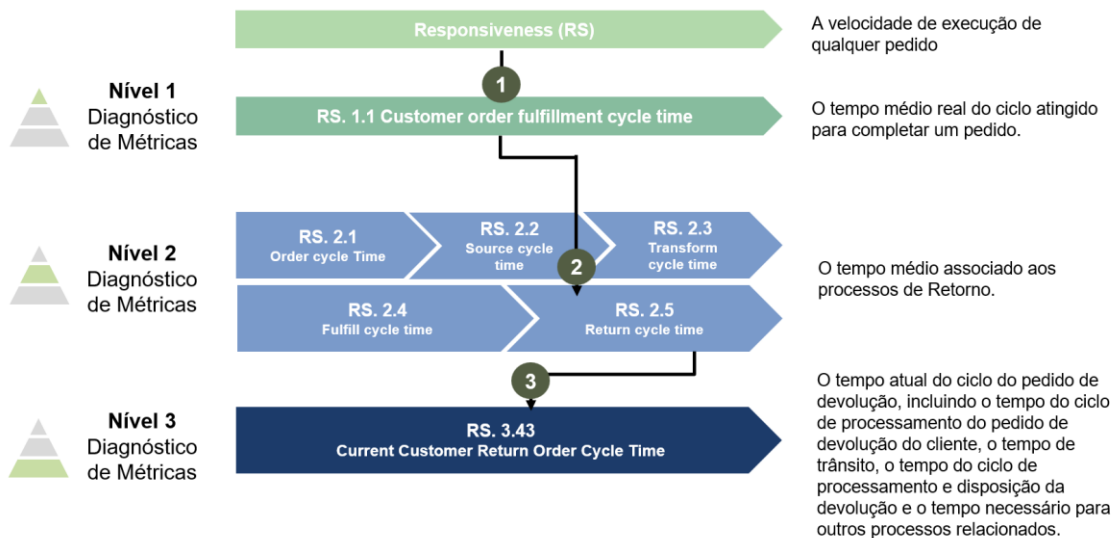 Responsiveness (RS)
A velocidade de execução de
qualquer pedido
1
Nível 1
Diagnóstico
de Métricas
RS. 1.1 Customer order fulfillment cycle time
O tempo médio real do ciclo atingido
para completar um pedido.
Nível 2
Diagnóstico
de Métricas
RS. 2.1
Order cycle Time
RS. 2.2
Source cycle
time
RS. 2.3
Transform
cycle time
2
RS. 2.4
Fulfill cycle time
RS. 2.5
Return cycle time
O tempo médio associado aos
processos de Retorno.
3
Nível 3
Diagnóstico
de Métricas
RS. 3.43
Current Customer Return Order Cycle Time
O tempo atual do ciclo do pedido de
devolução, incluindo o tempo do ciclo
de processamento do pedido de
devolução do cliente, o tempo de
trânsito, o tempo do ciclo de
processamento e disposição da
devolução e o tempo necessário para
outros processos relacionados.